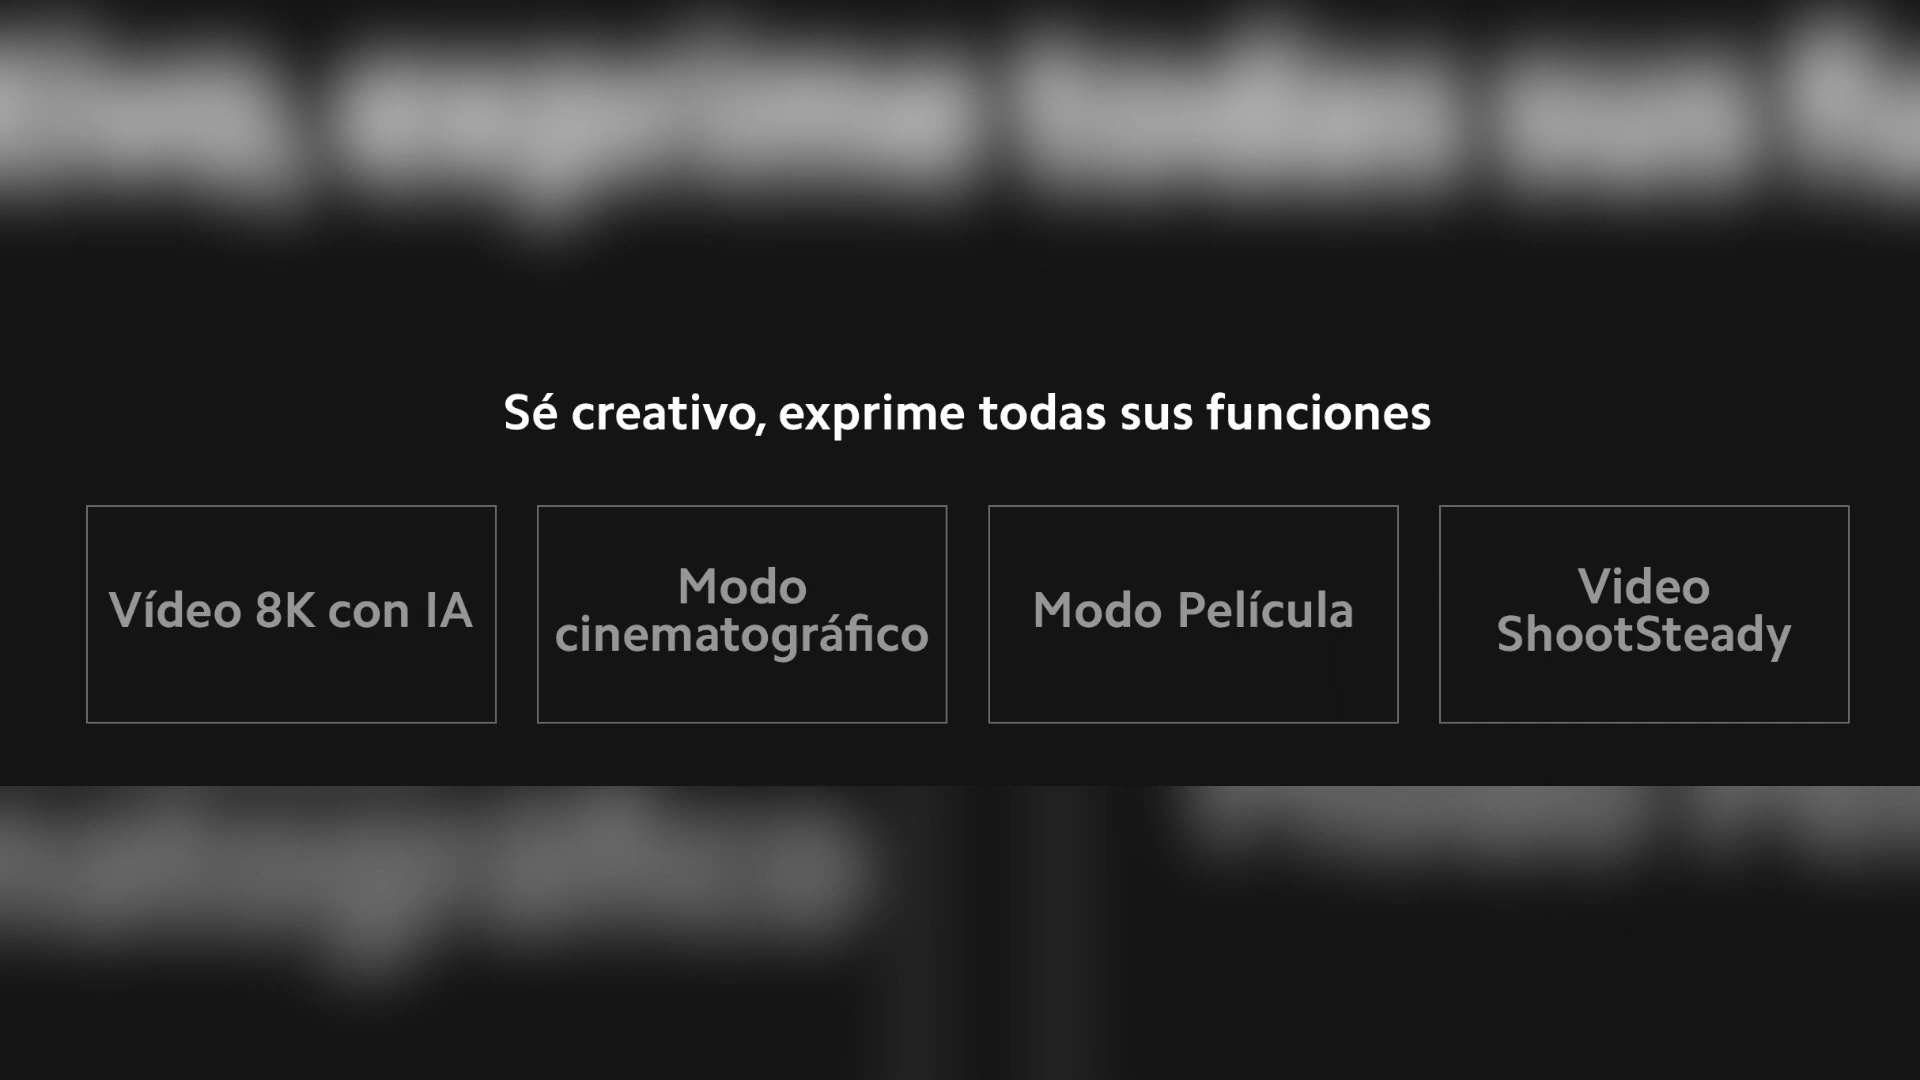 Sé creativo, exprime todas sus funciones
Vídeo 8K con IA
Modo
cinematográfico
Modo Película
Video
ShootSteady